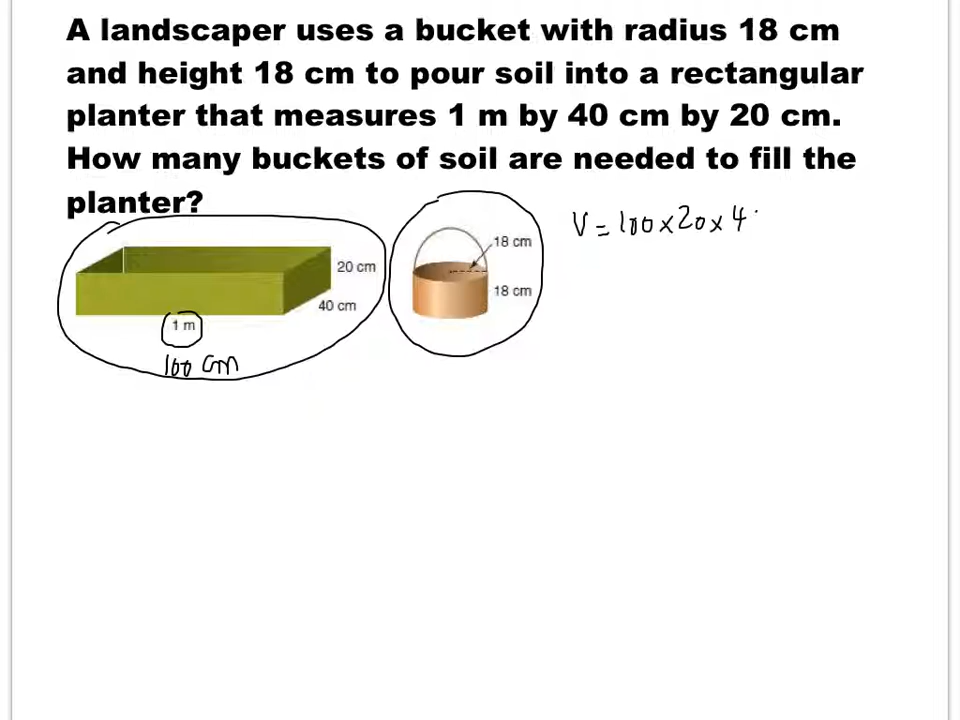 A landscaper uses a bucket with radius 18 cm
and height 18 cm to pour soil into a rectangular
planter that measures 1 m by 40 cm by 20 cm.
How many buckets of soil are needed to fill the
planter?
V = 100 x 20 x 4
18 cm
20 cm
18 cm
40 cm
1 m
100 cm